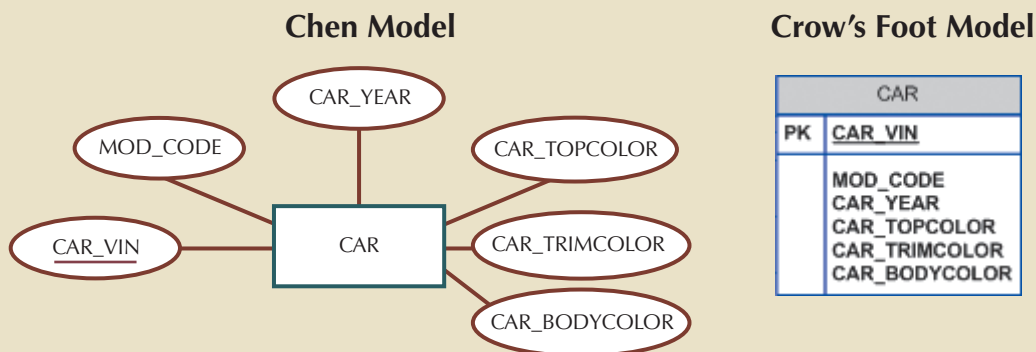 Chen Model
CAR_YEAR
MOD_CODE
CAR_TOPCOLOR
CAR_VIN
CAR
CAR_TRIMCOLOR
CAR_BODYCOLOR
Crow's Foot Model
CAR
PK CAR_VIN
MOD_CODE
CAR_YEAR
CAR_TOPCOLOR
CAR_TRIMCOLOR
CAR_BODYCOLOR